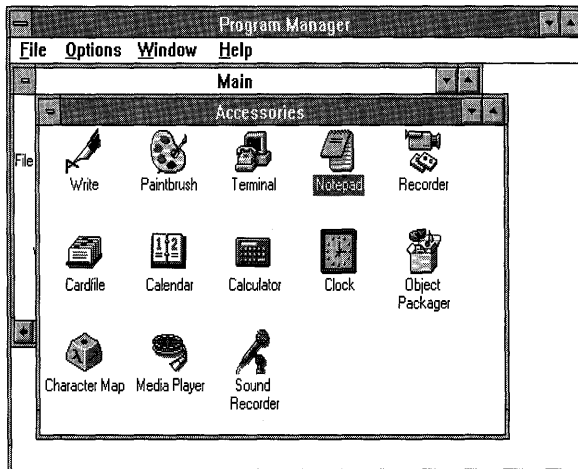 Program Manager
File Options Window Help
Main
Accessories
File
Write Paintbrush Terminal Notepad Recorder
Cardfile Calendar Calculator Clock Object
Packager
Character Map Media Player Sound
Recorder